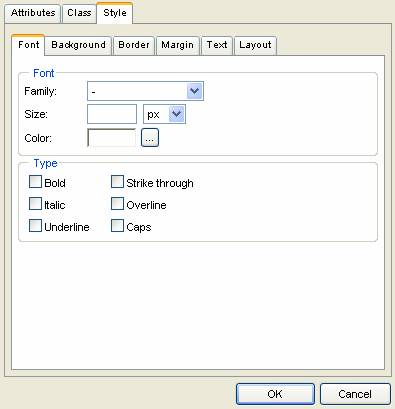 Attributes Class Style
Font Background Border Margin Text Layout
Font
Family: -
Size: px
Color: ...
Type
Bold Strike through
Italic Overline
Underline Caps
OK Cancel